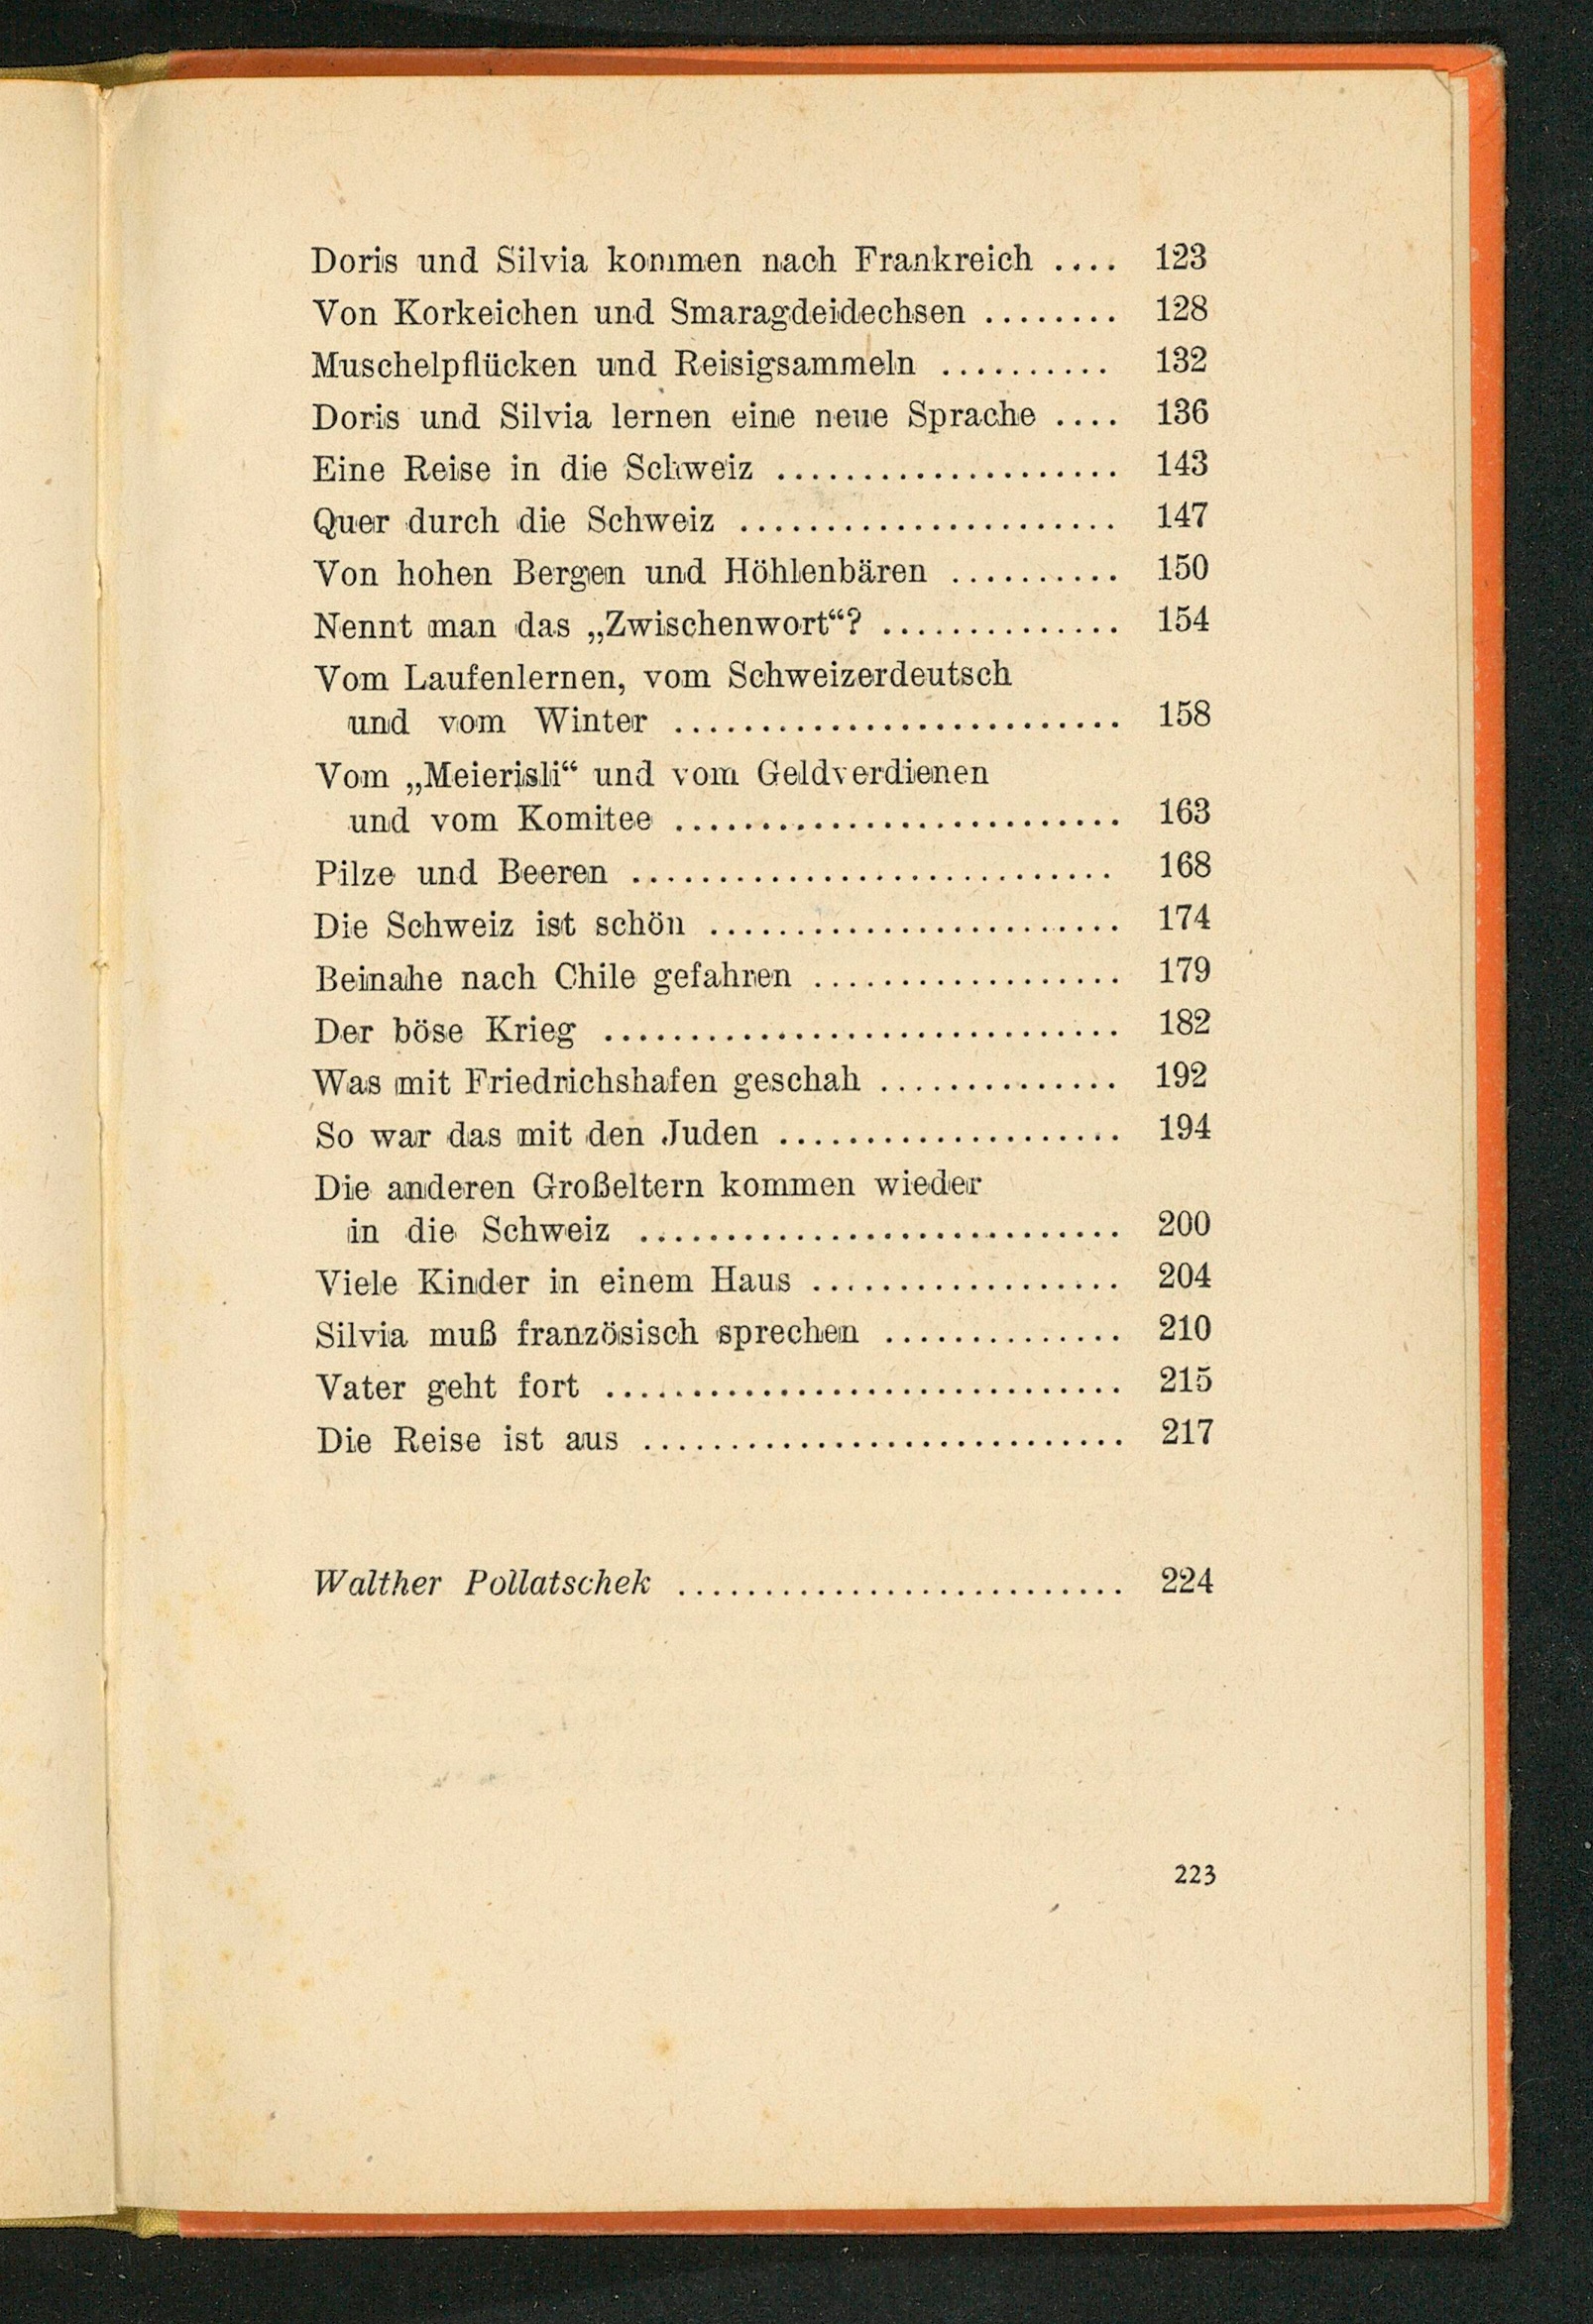 Doris und Silvia kommen nach Frankreich .... 123
Von Korkeichen und Smaragdeidechsen ........ 128
Muschelpflücken und Reisigsammeln .......... 132
Doris und Silvia lernen eine neue Sprache .... 136
Eine Reise in die Schweiz .................... 143
Quer durch die Schweiz ...................... 147
Von hohen Bergen und Höhlenbären .......... 150
Nennt man das „Zwischenwort“? .............. 154
Vom Laufenlernen, vom Schweizerdeutsch
und vom Winter .......................... 158
Vom „Meierisli“ und vom Geldverdienen
und vom Komitee .......................... 163
Pilze und Beeren ............................ 168
Die Schweiz ist schön ........................ 174
Beinahe nach Chile gefahren .................. 179
Der böse Krieg .............................. 182
Was mit Friedrichshafen geschah .............. 192
So war das mit den Juden .................... 194
Die anderen Großeltern kommen wieder
in die Schweiz ............................ 200
Viele Kinder in einem Haus .................. 204
Silvia muß französisch sprechen .............. 210
Vater geht fort .............................. 215
Die Reise ist aus ............................ 217
Walther Pollatschek .......................... 224
223